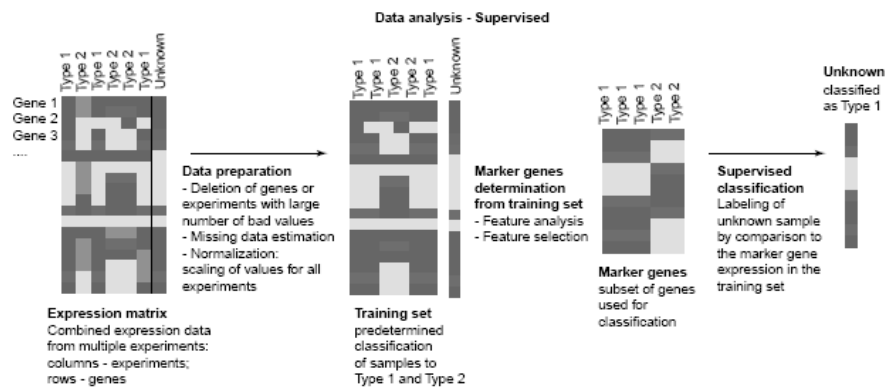 Data analysis - Supervised
Type 1
Type 2
Type 1
Type 2
Type 2
Type 1
Unknown
Gene 1
Gene 2
Gene 3
....
Expression matrix
Combined expression data
from multiple experiments:
columns - experiments;
rows - genes
Data preparation
- Deletion of genes or
experiments with large
number of bad values
- Missing data estimation
- Normalization:
scaling of values for all
experiments
Type 1
Type 1
Type 2
Type 2
Type 1
Unknown
Training set
predetermined
classification
of samples to
Type 1 and Type 2
Marker genes
determination
from training set
- Feature analysis
- Feature selection
Type 1
Type 1
Type 1
Type 2
Type 2
Marker genes
subset of genes
used for
classification
Supervised
classification
Labeling of
unknown sample
by comparison to
the marker gene
expression in the
training set
Unknown
classified
as Type 1